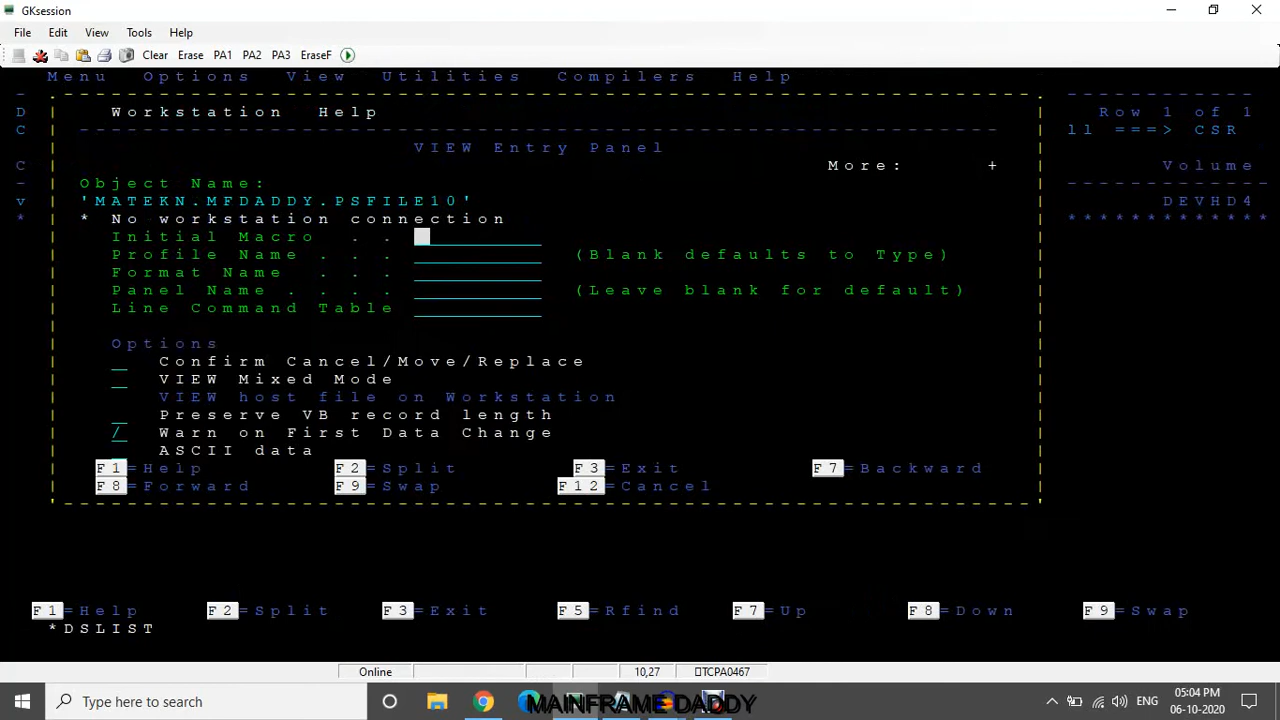 GKsession
File Edit View Tools Help
Clear Erase PA1 PA2 PA3 EraseF
Menu Options View Utilities Compilers Help
D Workstation Help Row 1 of 1
C ll ===> CSR
VIEW Entry Panel
C More: + Volume
Object Name:
v 'MATEKN.MFDADDY.PSFILE10' DEVHD4
* * No workstation connection *************
Initial Macro . .
Profile Name . . . (Blank defaults to Type)
Format Name . . .
Panel Name . . . . (Leave blank for default)
Line Command Table
Options
Confirm Cancel/Move/Replace
VIEW Mixed Mode
VIEW host file on Workstation
Preserve VB record length
/ Warn on First Data Change
ASCII data
F1=Help F2=Split F3=Exit F7=Backward
F8=Forward F9=Swap F12=Cancel
F1=Help F2=Split F3=Exit F5=Rfind F7=Up F8=Down F9=Swap
*DSLIST
Online 10,27 TCPA0467
Type here to search
MAINFRAME DADDY
ENG
05:04 PM
06-10-2020